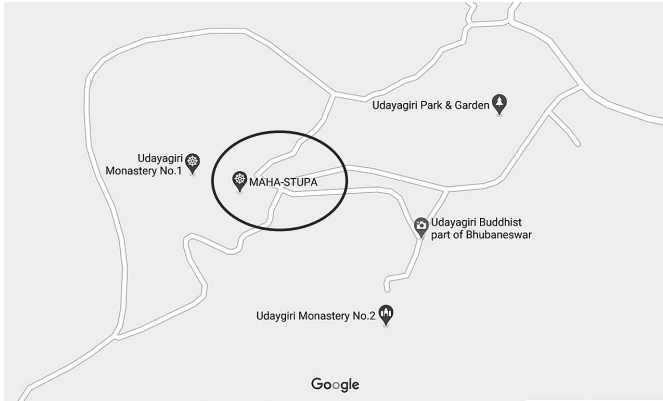 Udayagiri Park & Garden
Udayagiri
Monastery No.1
MAHA-STUPA
Udayagiri Buddhist
part of Bhubaneswar
Udaygiri Monastery No.2
Google